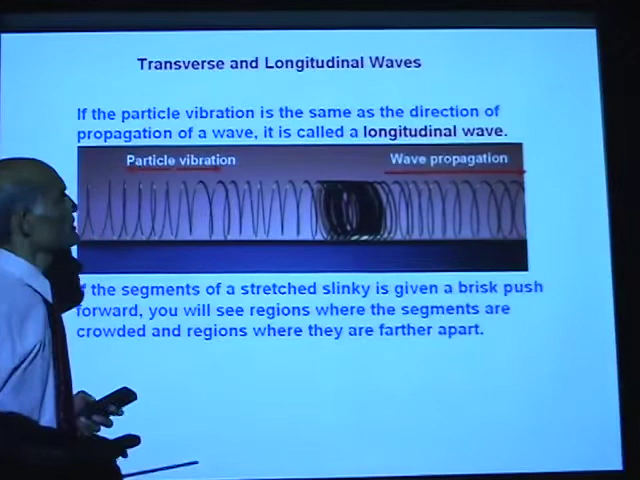 Transverse and Longitudinal Waves
If the particle vibration is the same as the direction of
propagation of a wave, it is called a longitudinal wave.
Particle vibration
Wave propagation
f the segments of a stretched slinky is given a brisk push
forward, you will see regions where the segments are
crowded and regions where they are farther apart.